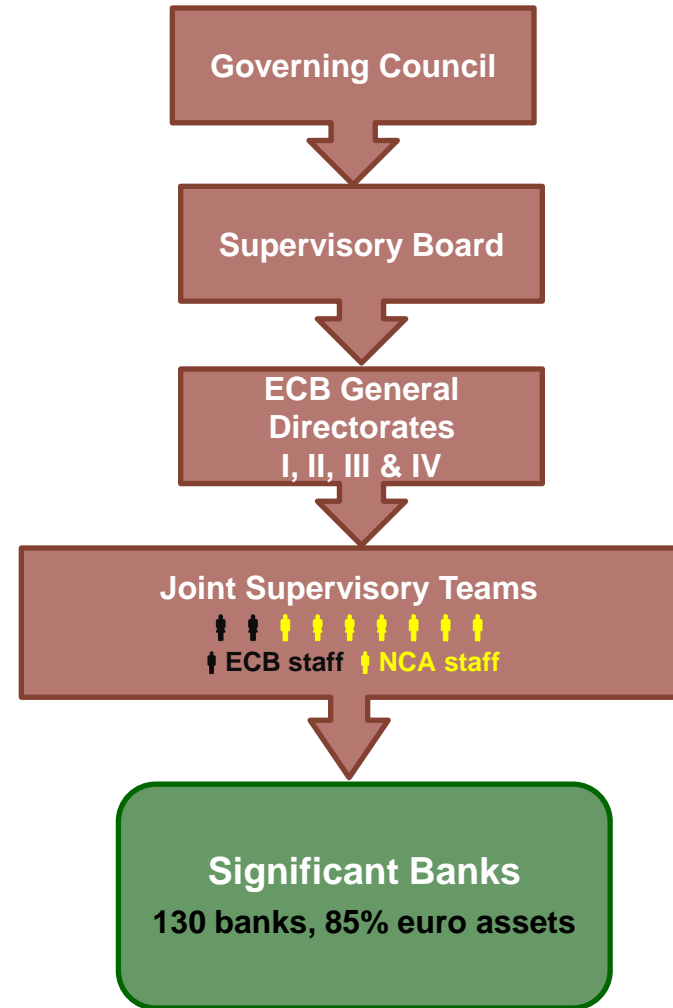 Governing Council
Supervisory Board
ECB General
Directorates
I, II, III & IV
Joint Supervisory Teams
ECB staff NCA staff
Significant Banks
130 banks, 85% euro assets